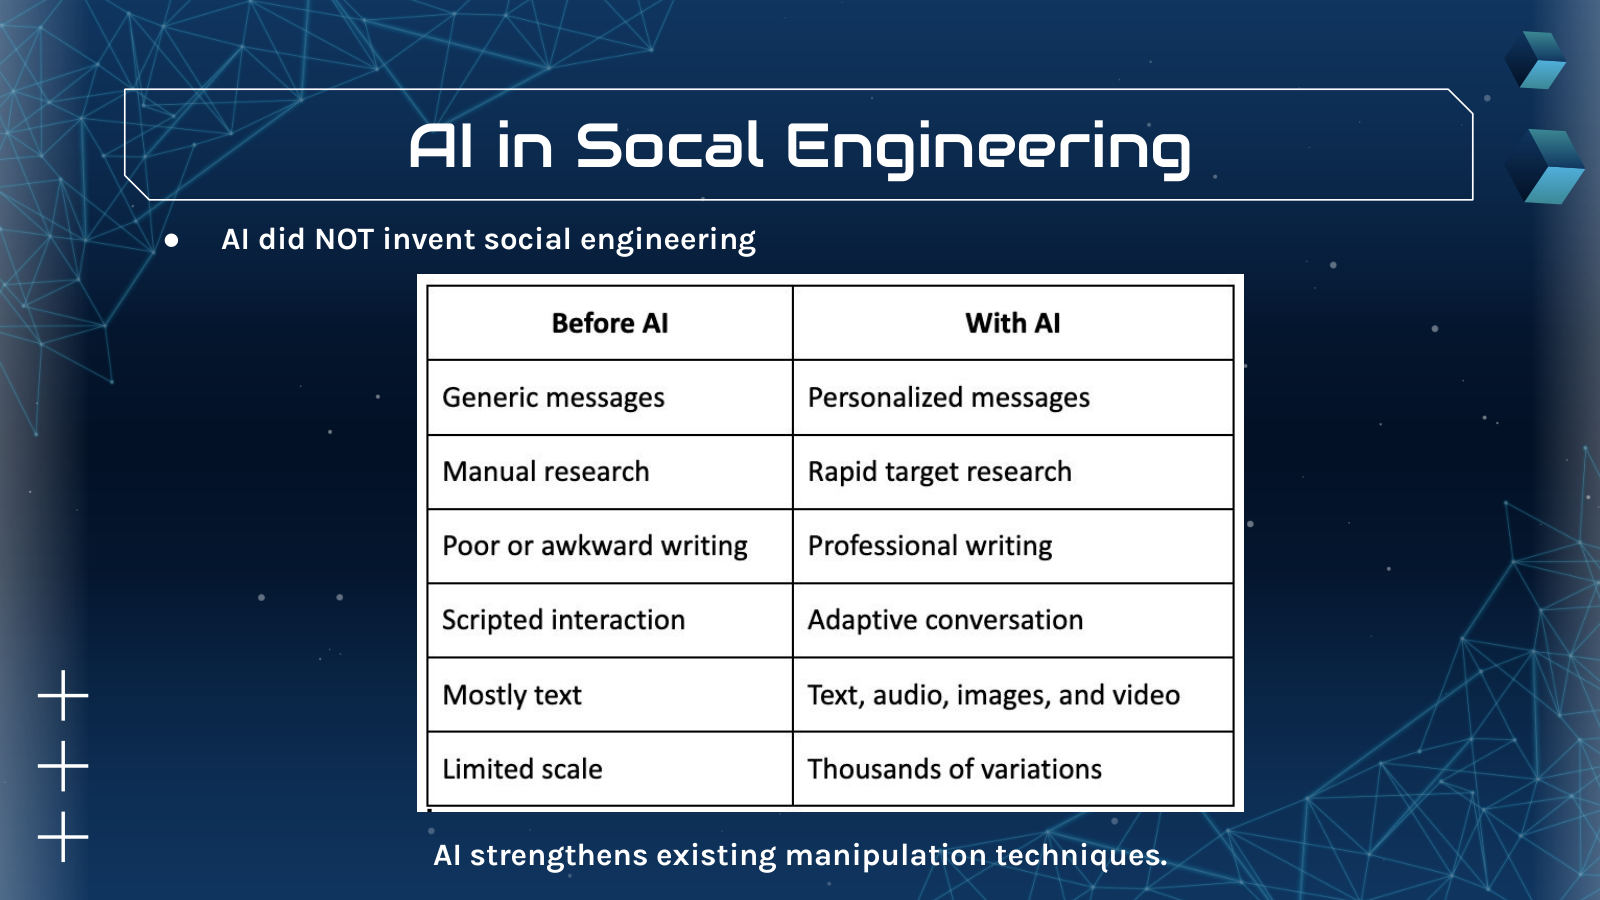 AI in Socal Engineering
● AI did NOT invent social engineering
Before AI With AI
Generic messages Personalized messages
Manual research Rapid target research
Poor or awkward writing Professional writing
Scripted interaction Adaptive conversation
Mostly text Text, audio, images, and video
Limited scale Thousands of variations
AI strengthens existing manipulation techniques.